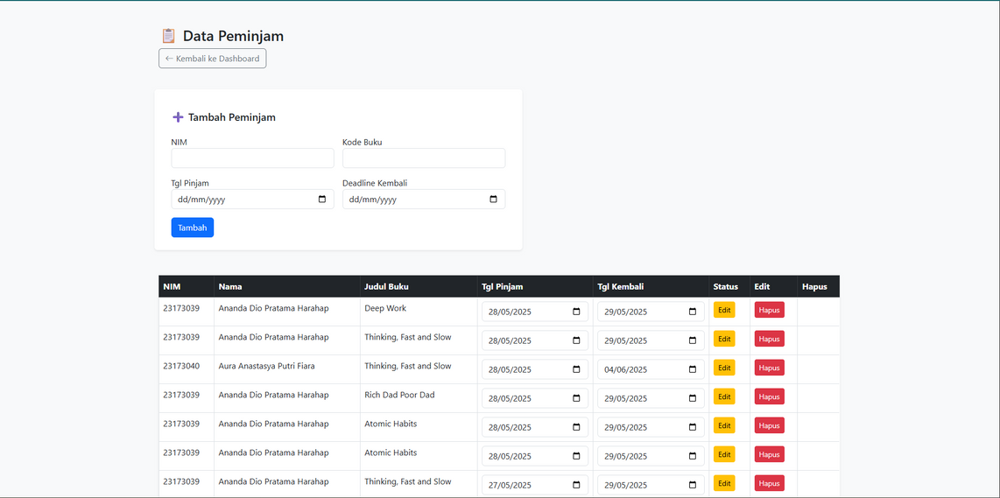 📋 Data Peminjam
← Kembali ke Dashboard
➕ Tambah Peminjam
NIM Kode Buku
Tgl Pinjam Deadline Kembali
dd/mm/yyyy dd/mm/yyyy
Tambah
NIM Nama Judul Buku Tgl Pinjam Tgl Kembali Status Edit Hapus
23173039 Ananda Dio Pratama Harahap Deep Work 28/05/2025 29/05/2025 Edit Hapus
23173039 Ananda Dio Pratama Harahap Thinking, Fast and Slow 28/05/2025 29/05/2025 Edit Hapus
23173040 Aura Anastasya Putri Fiara Thinking, Fast and Slow 28/05/2025 04/06/2025 Edit Hapus
23173039 Ananda Dio Pratama Harahap Rich Dad Poor Dad 28/05/2025 29/05/2025 Edit Hapus
23173039 Ananda Dio Pratama Harahap Atomic Habits 28/05/2025 29/05/2025 Edit Hapus
23173039 Ananda Dio Pratama Harahap Atomic Habits 28/05/2025 29/05/2025 Edit Hapus
23173039 Ananda Dio Pratama Harahap Thinking, Fast and Slow 27/05/2025 29/05/2025 Edit Hapus